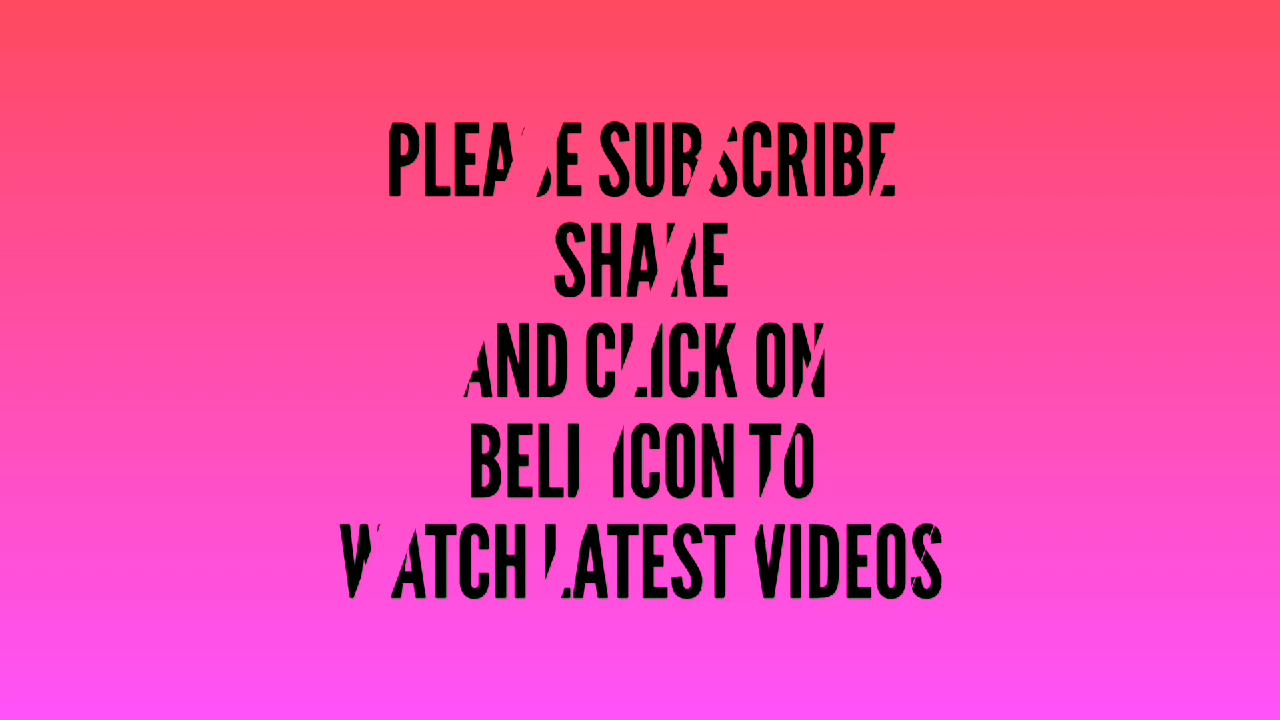 PLEASE SUBSCRIBE
SHARE
AND CLICK ON
BELL ICON TO
WATCH LATEST VIDEOS